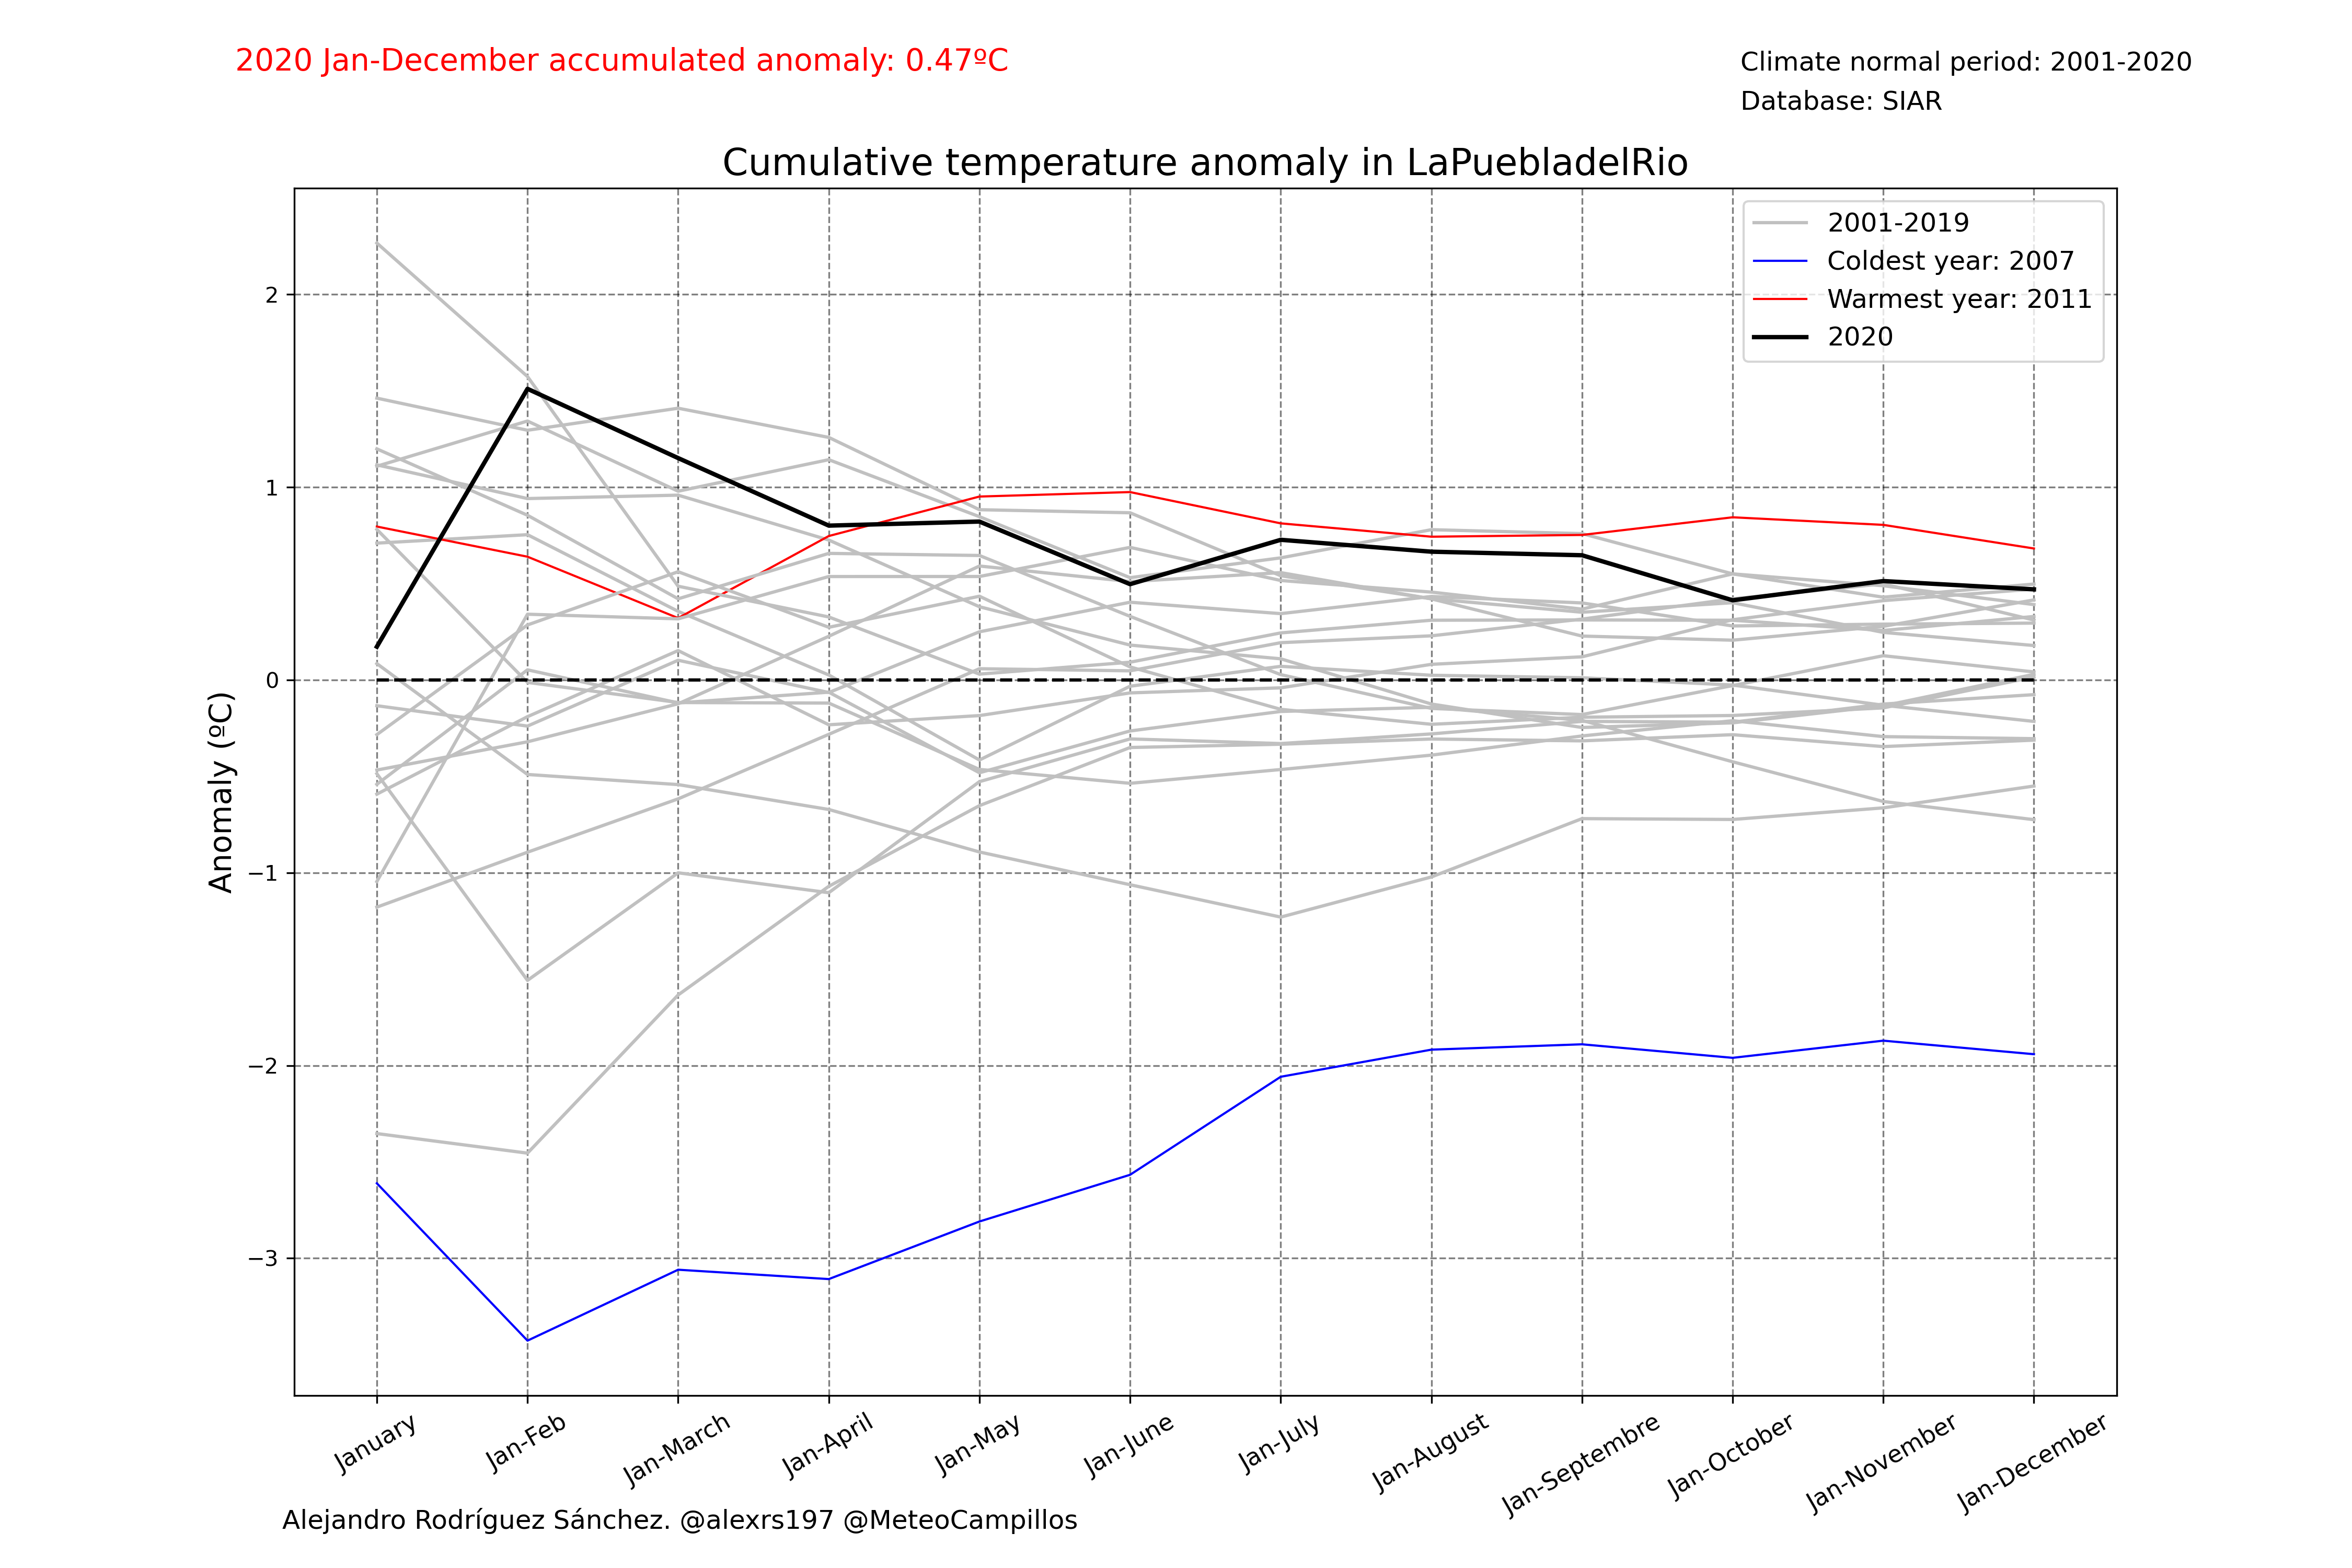 2020 Jan-December accumulated anomaly: 0.47ºC
Climate normal period: 2001-2020
Database: SIAR
Cumulative temperature anomaly in LaPuebladelRio
2001-2019
Coldest year: 2007
Warmest year: 2011
2020
Anomaly (ºC)
2
1
0
−1
−2
−3
January
Jan-Feb
Jan-March
Jan-April
Jan-May
Jan-June
Jan-July
Jan-August
Jan-Septembre
Jan-October
Jan-November
Jan-December
Alejandro Rodríguez Sánchez. @alexrs197 @MeteoCampillos